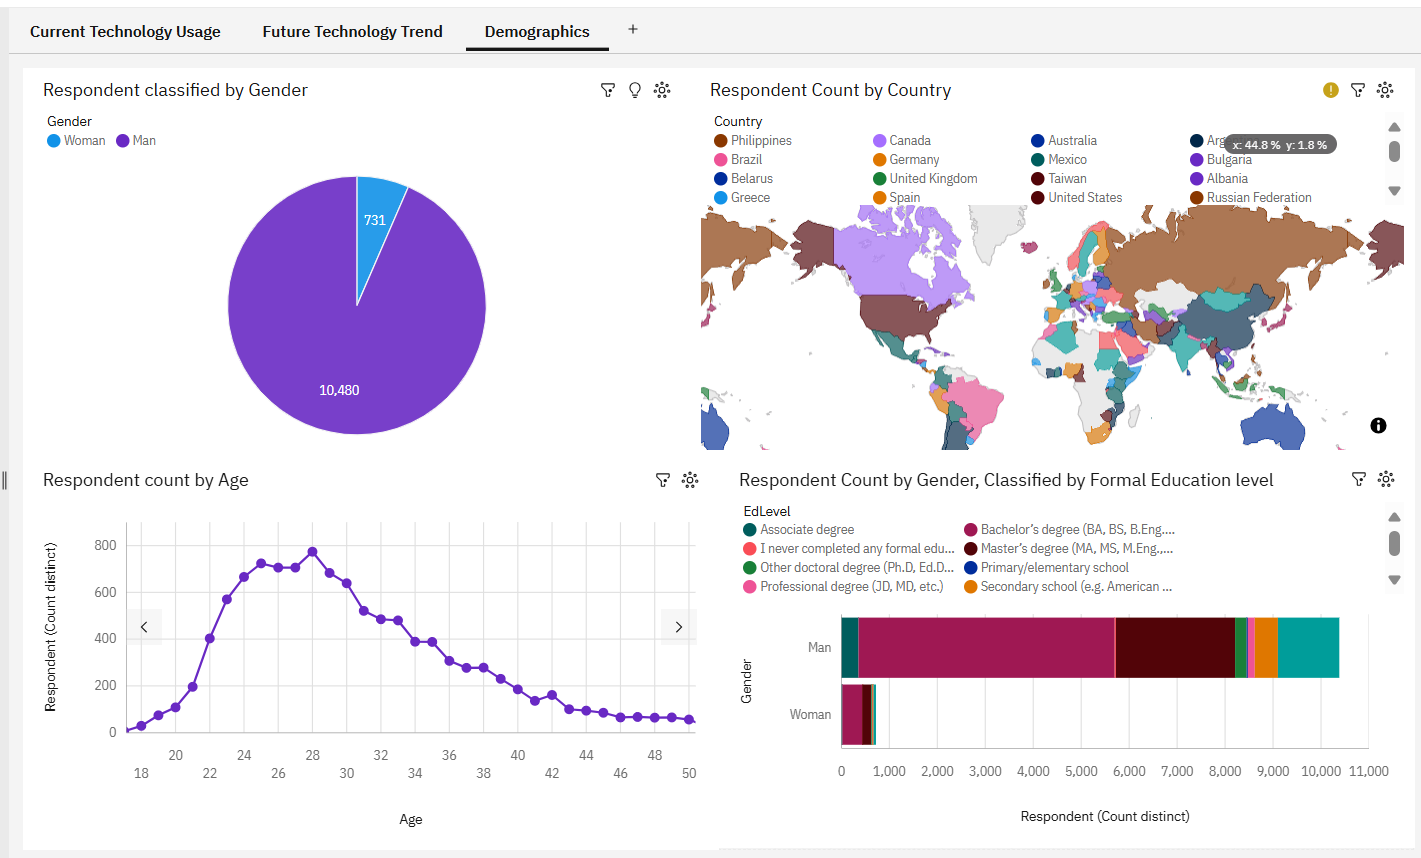 Current Technology Usage Future Technology Trend Demographics +
Respondent classified by Gender
Gender
Woman Man
731
10,480
Respondent Count by Country
Country
Philippines Canada Australia
x: 44.8 % y: 1.8 %
Brazil Germany Mexico Bulgaria
Belarus United Kingdom Taiwan Albania
Greece Spain United States Russian Federation
Respondent count by Age
Respondent (Count distinct)
800
600
400
200
0
20 24 28 32 36 40 44 48
18 22 26 30 34 38 42 46 50
Age
Respondent Count by Gender, Classified by Formal Education level
EdLevel
Associate degree Bachelor's degree (BA, BS, B.Eng....
I never completed any formal edu... Master's degree (MA, MS, M.Eng.,...
Other doctoral degree (Ph.D, Ed.D... Primary/elementary school
Professional degree (JD, MD, etc.) Secondary school (e.g. American ...
Gender
Man
Woman
0 1,000 2,000 3,000 4,000 5,000 6,000 7,000 8,000 9,000 10,000 11,000
Respondent (Count distinct)